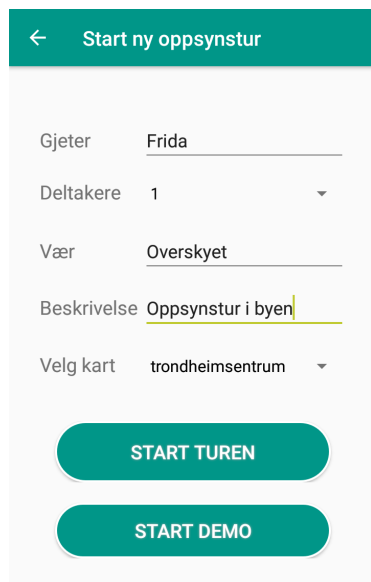 Start ny oppsynstur
Gjeter Frida
Deltakere 1
Vær Overskyet
Beskrivelse Oppsynstur i byen
Velg kart trondheimsentrum
START TUREN
START DEMO